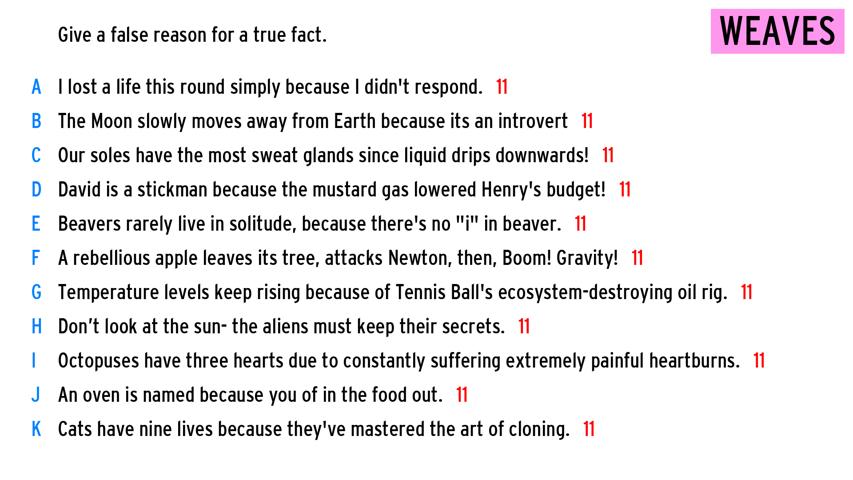 Give a false reason for a true fact.
WEAVES
A I lost a life this round simply because I didn't respond. 11
B The Moon slowly moves away from Earth because its an introvert 11
C Our soles have the most sweat glands since liquid drips downwards! 11
D David is a stickman because the mustard gas lowered Henry's budget! 11
E Beavers rarely live in solitude, because there's no "i" in beaver. 11
F A rebellious apple leaves its tree, attacks Newton, then, Boom! Gravity! 11
G Temperature levels keep rising because of Tennis Ball's ecosystem-destroying oil rig. 11
H Don’t look at the sun- the aliens must keep their secrets. 11
I Octopuses have three hearts due to constantly suffering extremely painful heartburns. 11
J An oven is named because you of in the food out. 11
K Cats have nine lives because they've mastered the art of cloning. 11